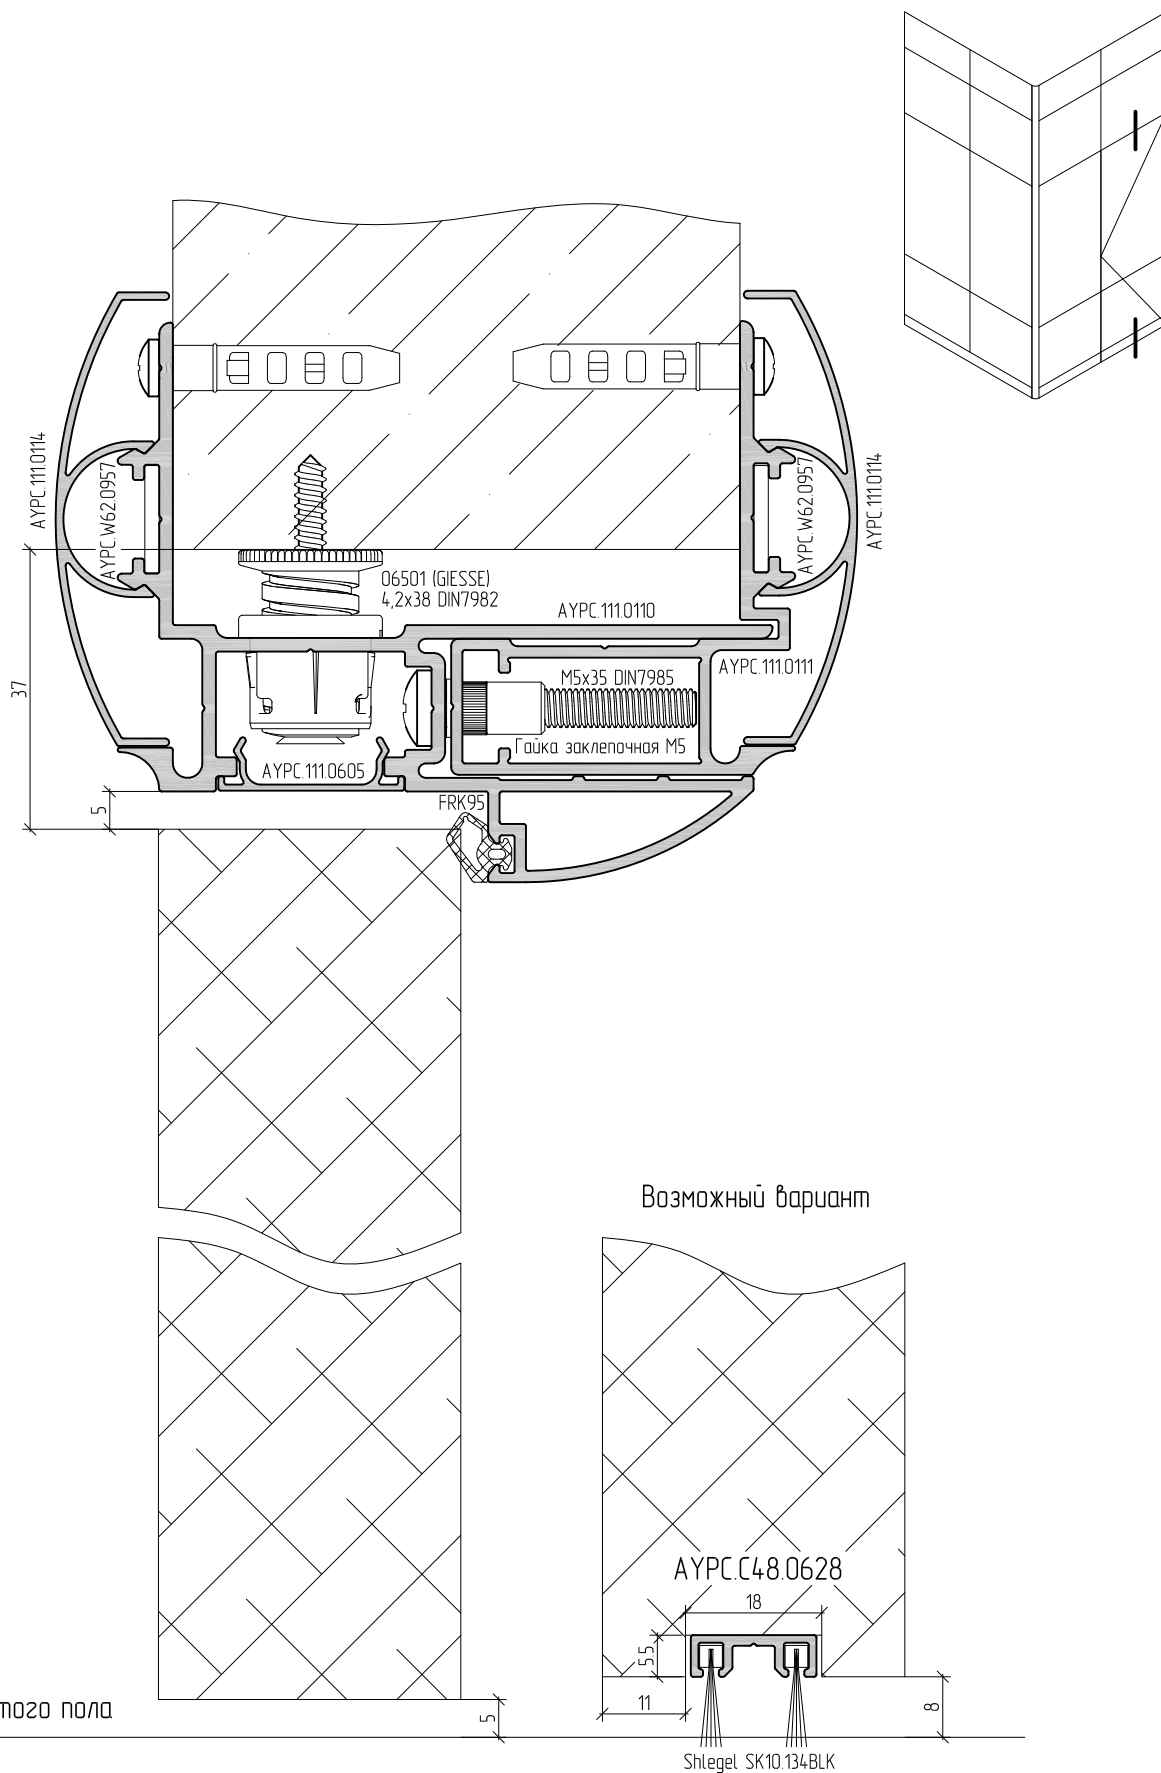 AYPC.111.0114
AYPC.W62.0957
AYPC.W62.0957
AYPC.111.0114
06501 (GIESSE)
4,2x38 DIN7982
AYPC.111.0110
AYPC.111.0111
M5x35 DIN7985
Гайка заклепочная М5
AYPC.111.0605
37
5
FRK95
Возможный вариант
AYPC.C48.0628
18
5.5
11
8
5
того пола
Shlegel SK10.134BLK